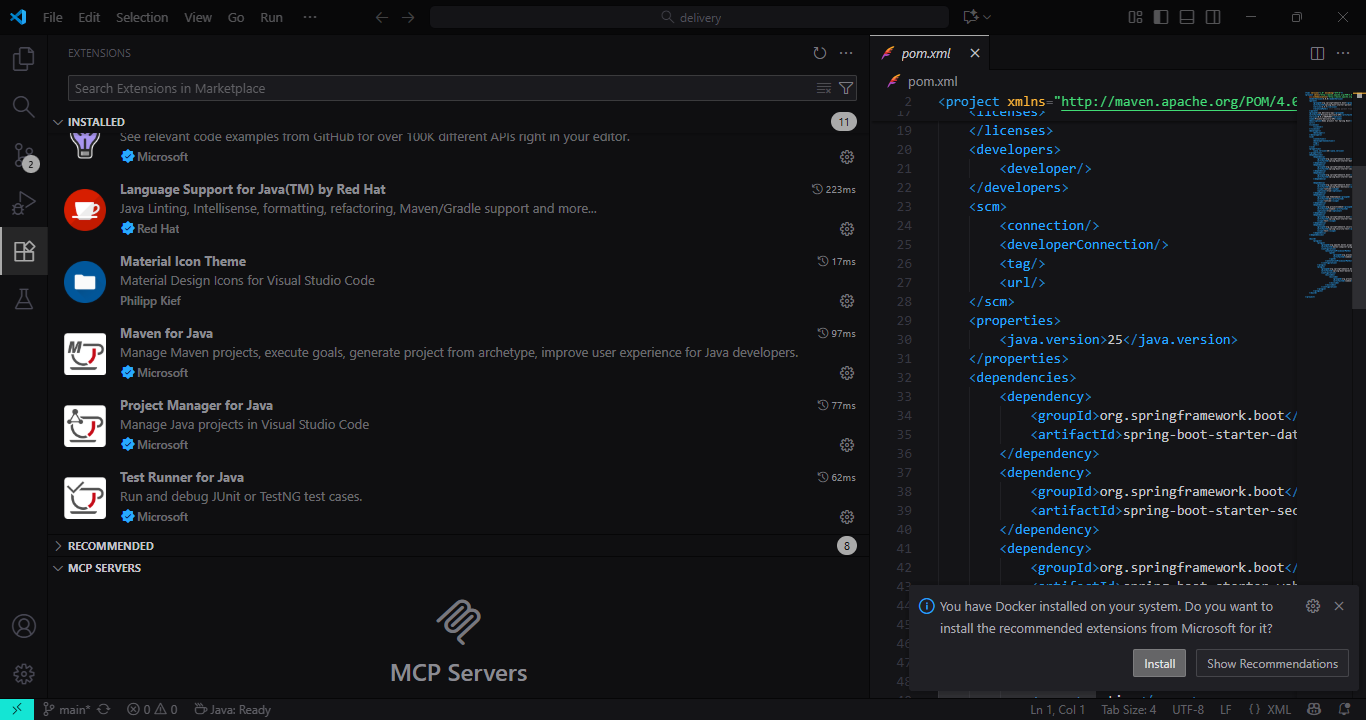 File Edit Selection View Go Run ··· delivery
EXTENSIONS
Search Extensions in Marketplace
INSTALLED 11
See relevant code examples from GitHub for over 100K different APIs right in your editor.
Microsoft
2
Language Support for Java(TM) by Red Hat 223ms
Java Linting, Intellisense, formatting, refactoring, Maven/Gradle support and more...
Red Hat
Material Icon Theme 17ms
Material Design Icons for Visual Studio Code
Philipp Kief
Maven for Java 97ms
Manage Maven projects, execute goals, generate project from archetype, improve user experience for Java developers.
Microsoft
Project Manager for Java 77ms
Manage Java projects in Visual Studio Code
Microsoft
Test Runner for Java 62ms
Run and debug JUnit or TestNG test cases.
Microsoft
RECOMMENDED 8
MCP SERVERS
MCP Servers
pom.xml
pom.xml
2 <project xmlns="http://maven.apache.org/POM/4.0
17 <licenses>
19 </licenses>
20 <developers>
21 <developer/>
22 </developers>
23 <scm>
24 <connection/>
25 <developerConnection/>
26 <tag/>
27 <url/>
28 </scm>
29 <properties>
30 <java.version>25</java.version>
31 </properties>
32 <dependencies>
33 <dependency>
34 <groupId>org.springframework.boot</
35 <artifactId>spring-boot-starter-dat
36 </dependency>
37 <dependency>
38 <groupId>org.springframework.boot</
39 <artifactId>spring-boot-starter-sec
40 </dependency>
41 <dependency>
42 <groupId>org.springframework.boot</
43
44
45
46
47
48
You have Docker installed on your system. Do you want to
install the recommended extensions from Microsoft for it?
Install Show Recommendations
main* 0 0 Java: Ready Ln 1, Col 1 Tab Size: 4 UTF-8 LF {} XML